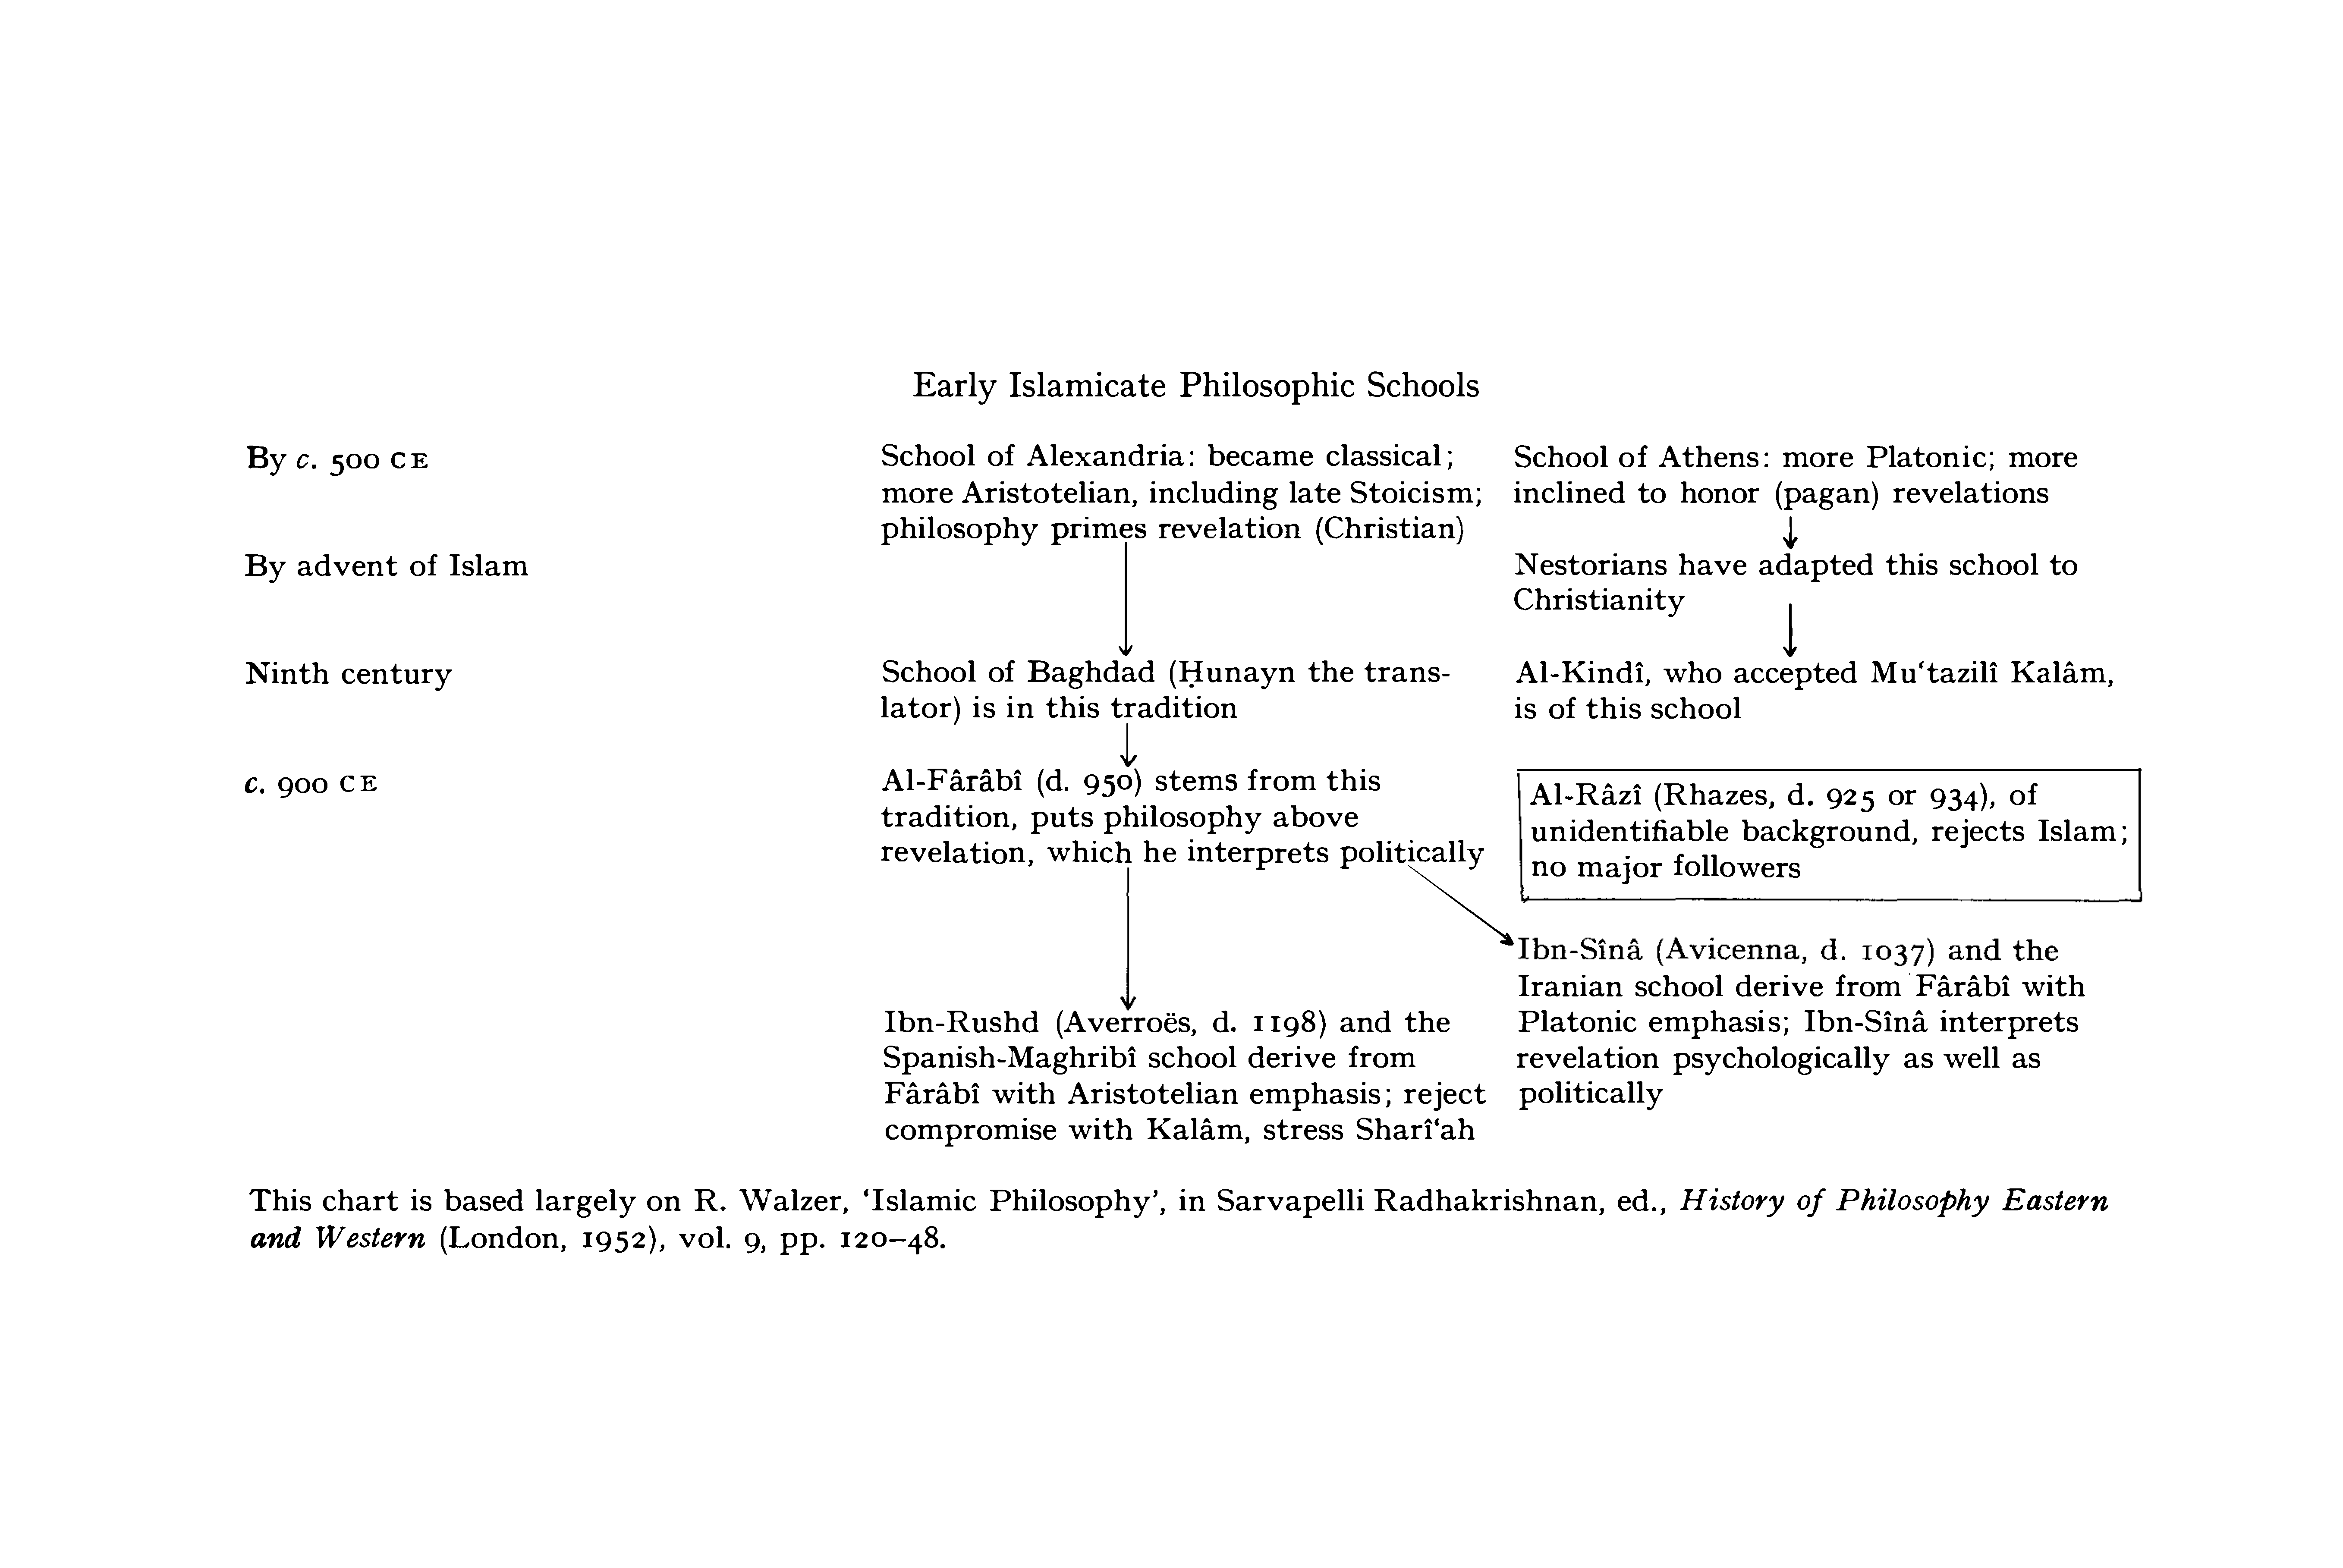 Early Islamicate Philosophic Schools
By c. 500 CE
School of Alexandria: became classical;
more Aristotelian, including late Stoicism;
philosophy primes revelation (Christian)
School of Athens: more Platonic; more
inclined to honor (pagan) revelations
By advent of Islam
Nestorians have adapted this school to
Christianity
Ninth century
School of Baghdad (Ḥunayn the trans-
lator) is in this tradition
Al-Kindî, who accepted Mu‘tazilî Kalâm,
is of this school
c. 900 CE
Al-Fârâbî (d. 950) stems from this
tradition, puts philosophy above
revelation, which he interprets politically
Al-Râzî (Rhazes, d. 925 or 934), of
unidentifiable background, rejects Islam;
no major followers
Ibn-Sînâ (Avicenna, d. 1037) and the
Iranian school derive from Fârâbî with
Platonic emphasis; Ibn-Sînâ interprets
revelation psychologically as well as
politically
Ibn-Rushd (Averroës, d. 1198) and the
Spanish-Maghribî school derive from
Fârâbî with Aristotelian emphasis; reject
compromise with Kalâm, stress Sharî‘ah
This chart is based largely on R. Walzer, ‘Islamic Philosophy’, in Sarvapelli Radhakrishnan, ed., History of Philosophy Eastern
and Western (London, 1952), vol. 9, pp. 120–48.